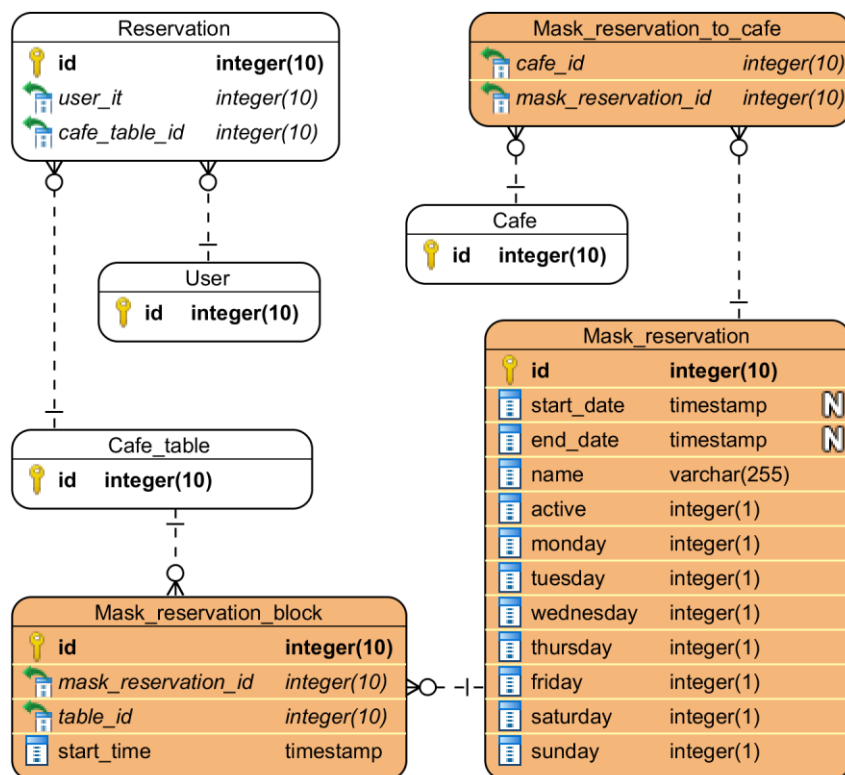 Reservation
id integer(10)
user_it integer(10)
cafe_table_id integer(10)
Mask_reservation_to_cafe
cafe_id integer(10)
mask_reservation_id integer(10)
Cafe
id integer(10)
User
id integer(10)
Mask_reservation
id integer(10)
start_date timestamp N
end_date timestamp N
name varchar(255)
active integer(1)
monday integer(1)
tuesday integer(1)
wednesday integer(1)
thursday integer(1)
friday integer(1)
saturday integer(1)
sunday integer(1)
Cafe_table
id integer(10)
Mask_reservation_block
id integer(10)
mask_reservation_id integer(10)
table_id integer(10)
start_time timestamp